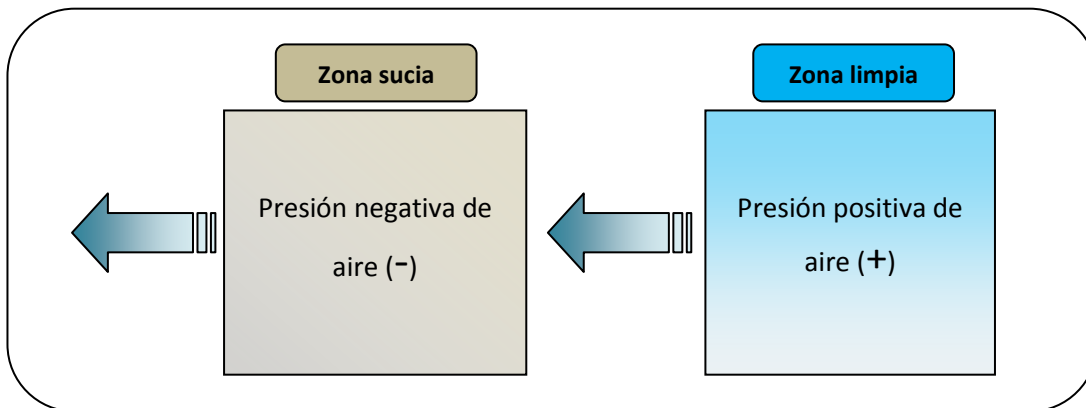 Zona sucia
Zona limpia
Presión negativa de
aire (-)
Presión positiva de
aire (+)